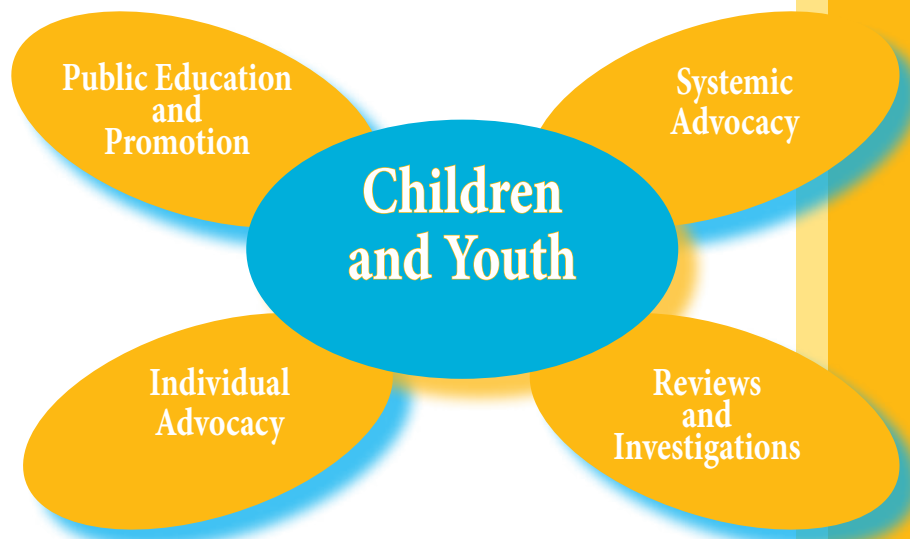 Public Education
and
Promotion
Systemic
Advocacy
Children
and Youth
Individual
Advocacy
Reviews
and
Investigations